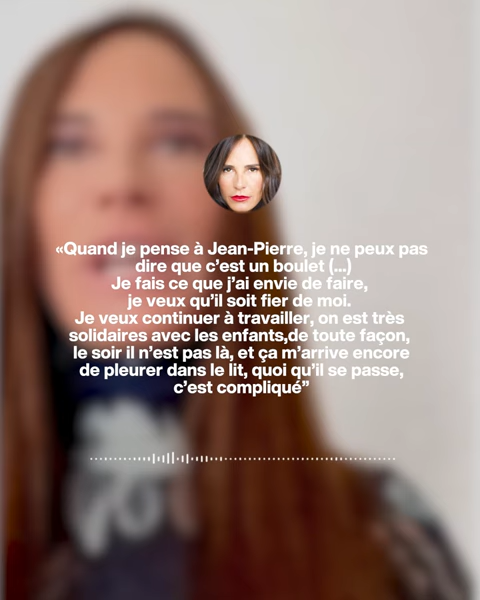 «Quand je pense à Jean-Pierre, je ne peux pas
dire que c’est un boulet (...)
Je fais ce que j’ai envie de faire,
je veux qu’il soit fier de moi.
Je veux continuer à travailler, on est très
solidaires avec les enfants,de toute façon,
le soir il n’est pas là, et ça m’arrive encore
de pleurer dans le lit, quoi qu’il se passe,
c’est compliqué”